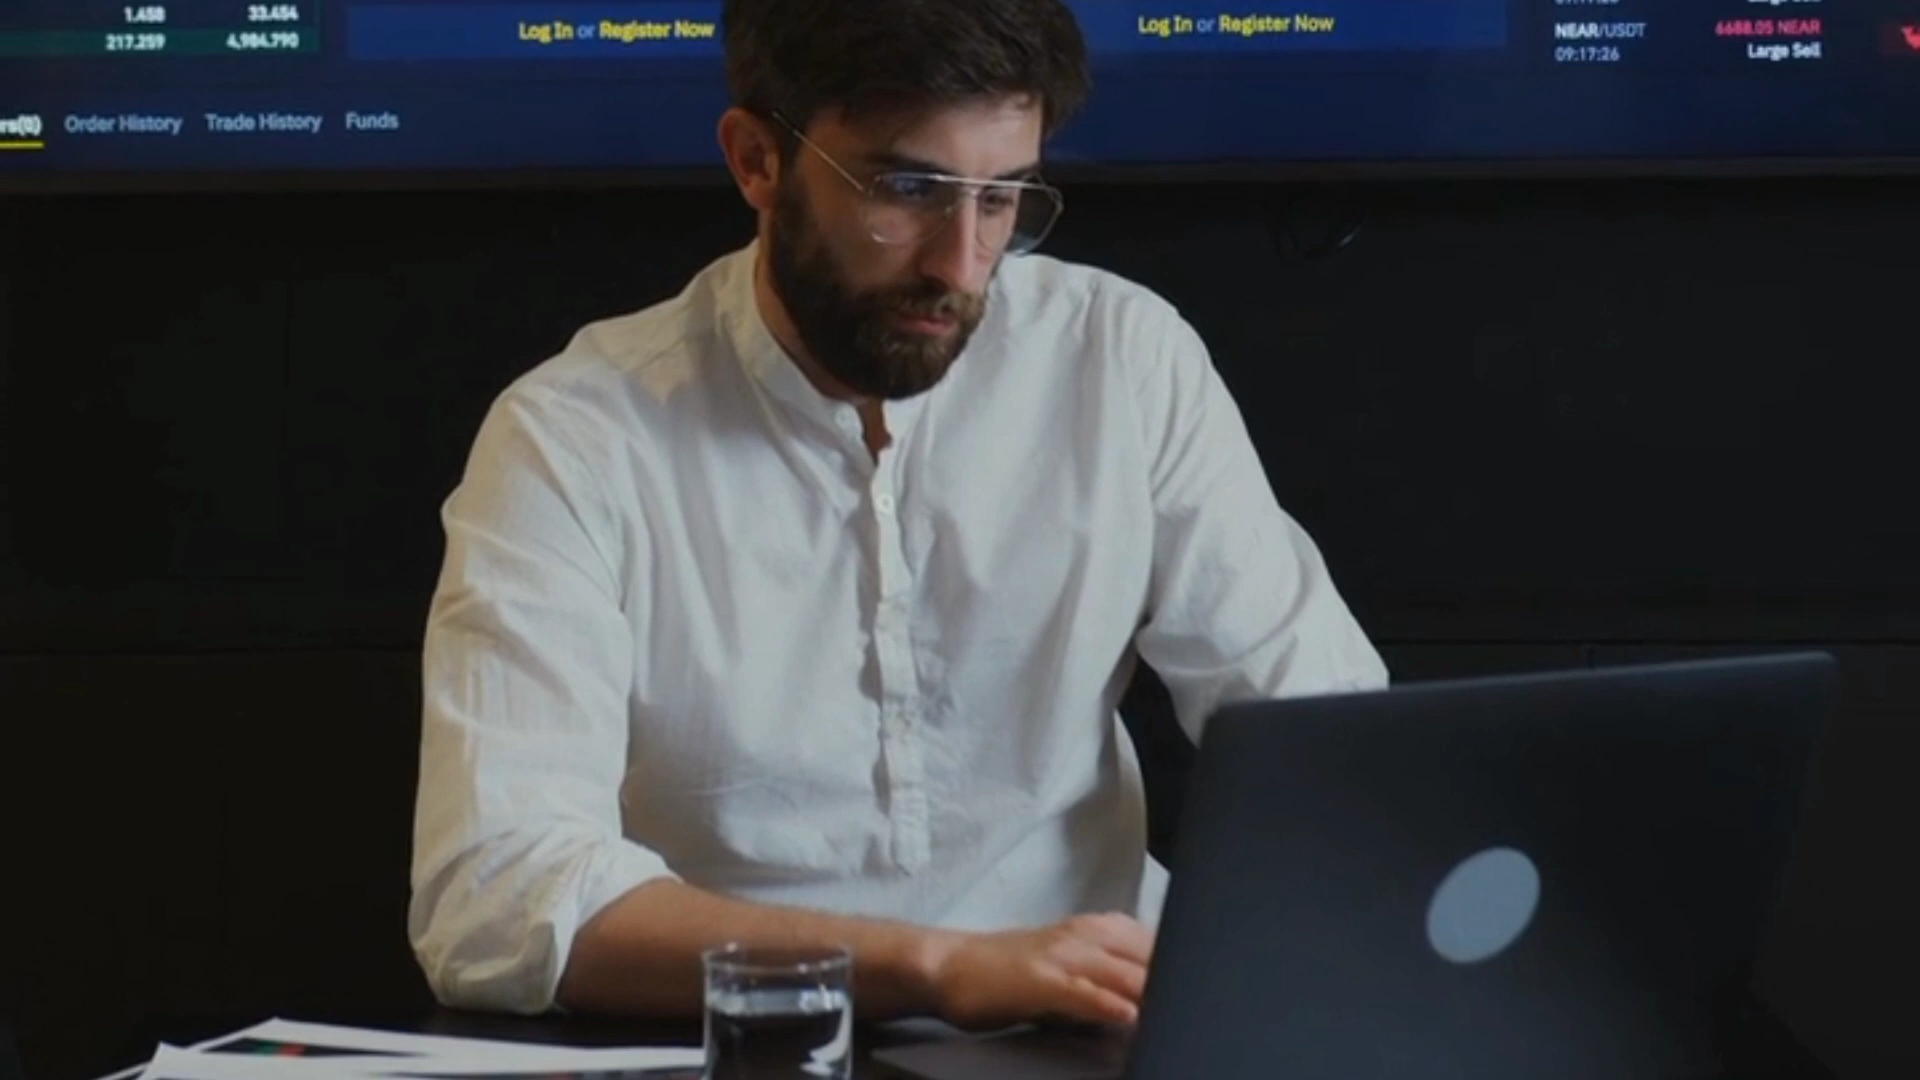 1.458 33.454
217.259 4,984.790
Log In or Register Now
Log In or Register Now
NEAR/USDT 6688.05 NEAR
09:17:26 Large Sell
Order History Trade History Funds